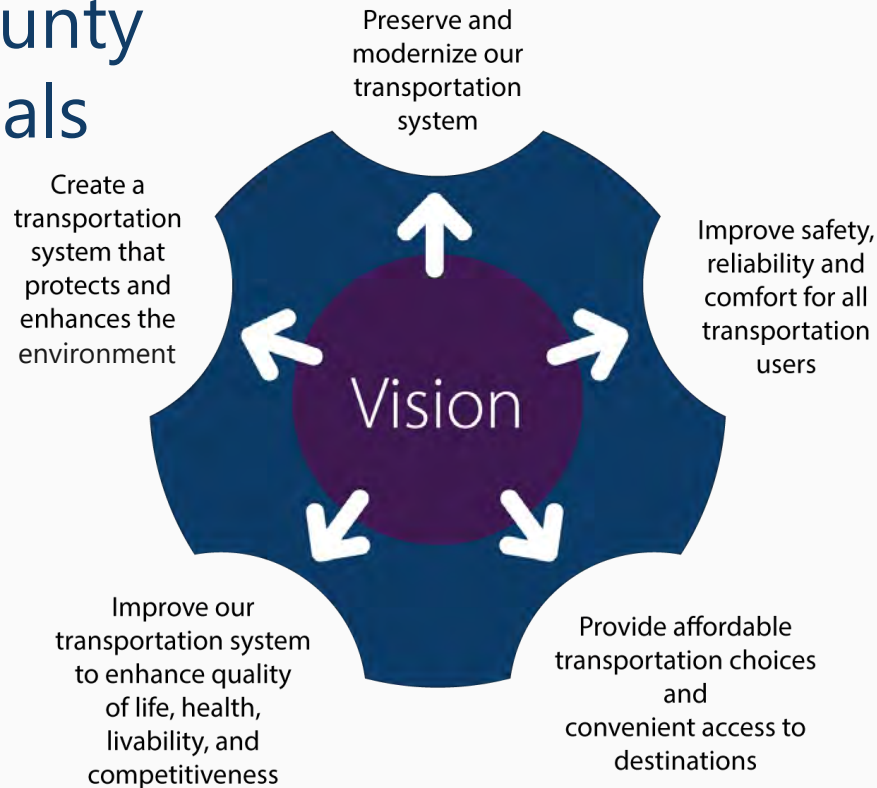 unty
als
Preserve and
modernize our
transportation
system
Create a
transportation
system that
protects and
enhances the
environment
Improve safety,
reliability and
comfort for all
transportation
users
Vision
Improve our
transportation system
to enhance quality
of life, health,
livability, and
competitiveness
Provide affordable
transportation choices
and
convenient access to
destinations